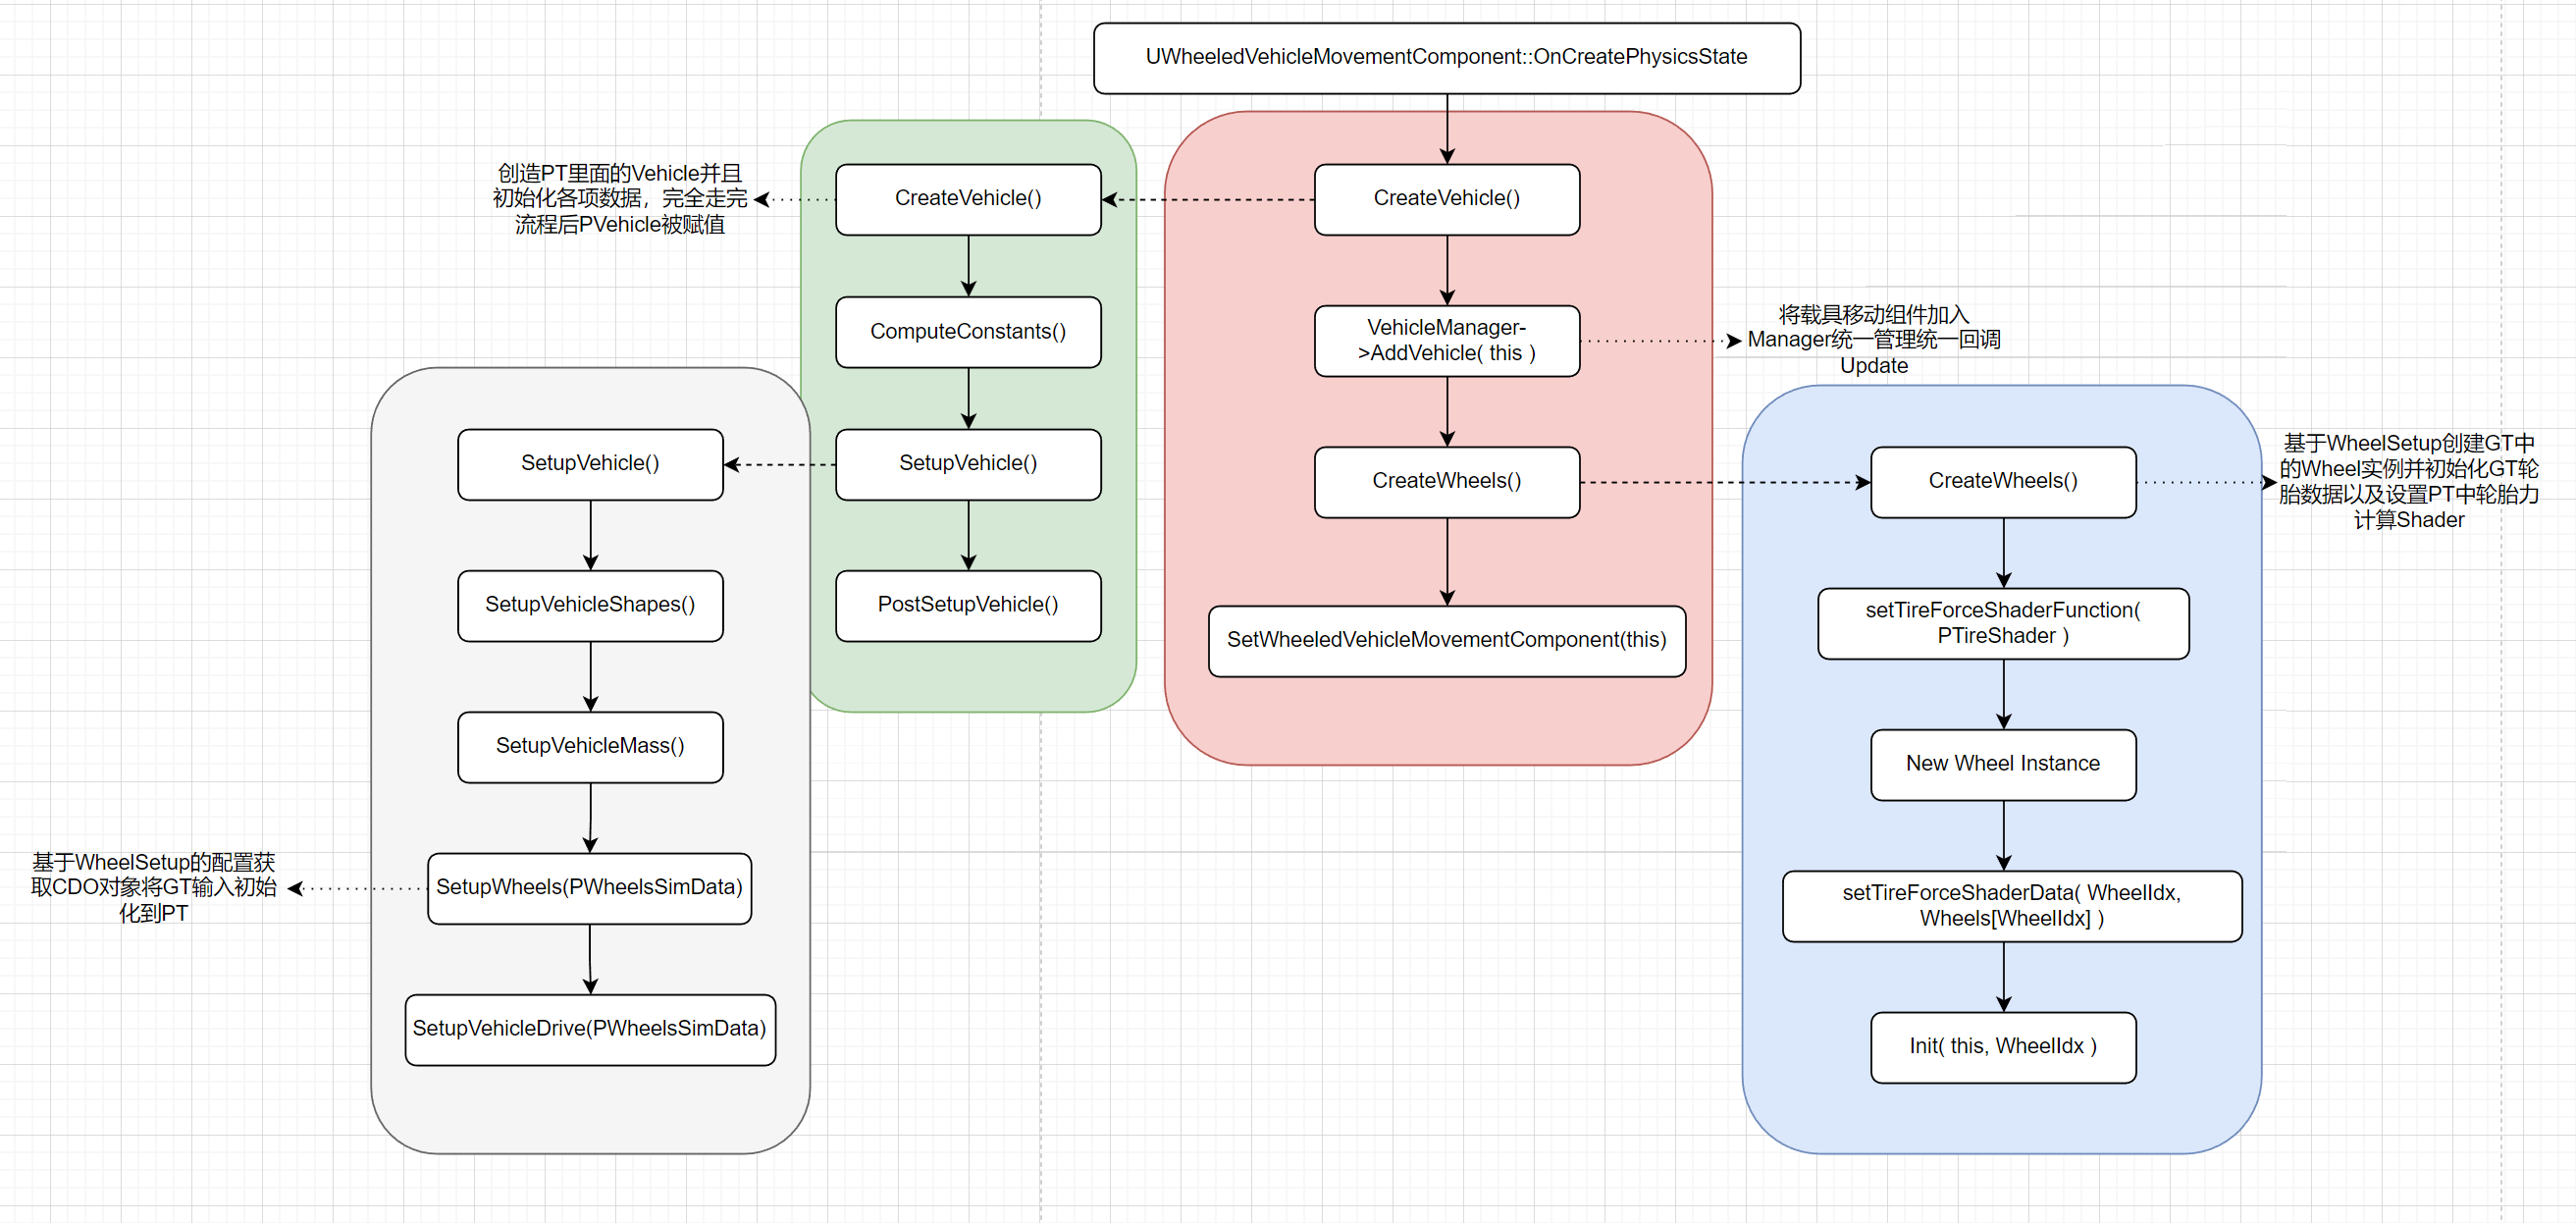 UWheeledVehicleMovementComponent::OnCreatePhysicsState
创造PT里面的Vehicle并且
初始化各项数据，完全走完
流程后PVehicle被赋值
CreateVehicle()
ComputeConstants()
SetupVehicle()
PostSetupVehicle()
CreateVehicle()
VehicleManager-
>AddVehicle( this )
CreateWheels()
SetWheeledVehicleMovementComponent(this)
将载具移动组件加入
Manager统一管理统一回调
Update
SetupVehicle()
SetupVehicleShapes()
SetupVehicleMass()
SetupWheels(PWheelsSimData)
SetupVehicleDrive(PWheelsSimData)
基于WheelSetup的配置获
取CDO对象将GT输入初始
化到PT
CreateWheels()
setTireForceShaderFunction(
PTireShader )
New Wheel Instance
setTireForceShaderData( WheelIdx,
Wheels[WheelIdx] )
Init( this, WheelIdx )
基于WheelSetup创建GT中
的Wheel实例并初始化GT轮
胎数据以及设置PT中轮胎力
计算Shader